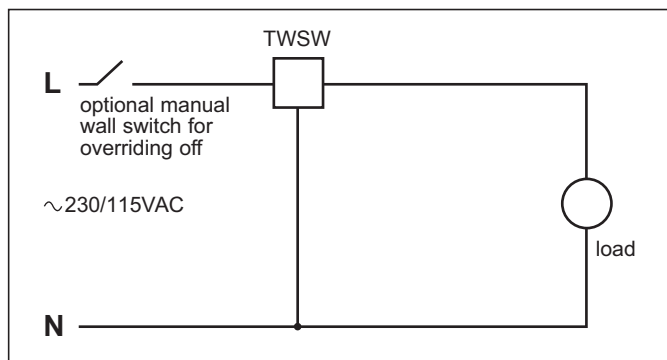 TWSW
L
optional manual
wall switch for
overriding off
~230/115VAC
load
N